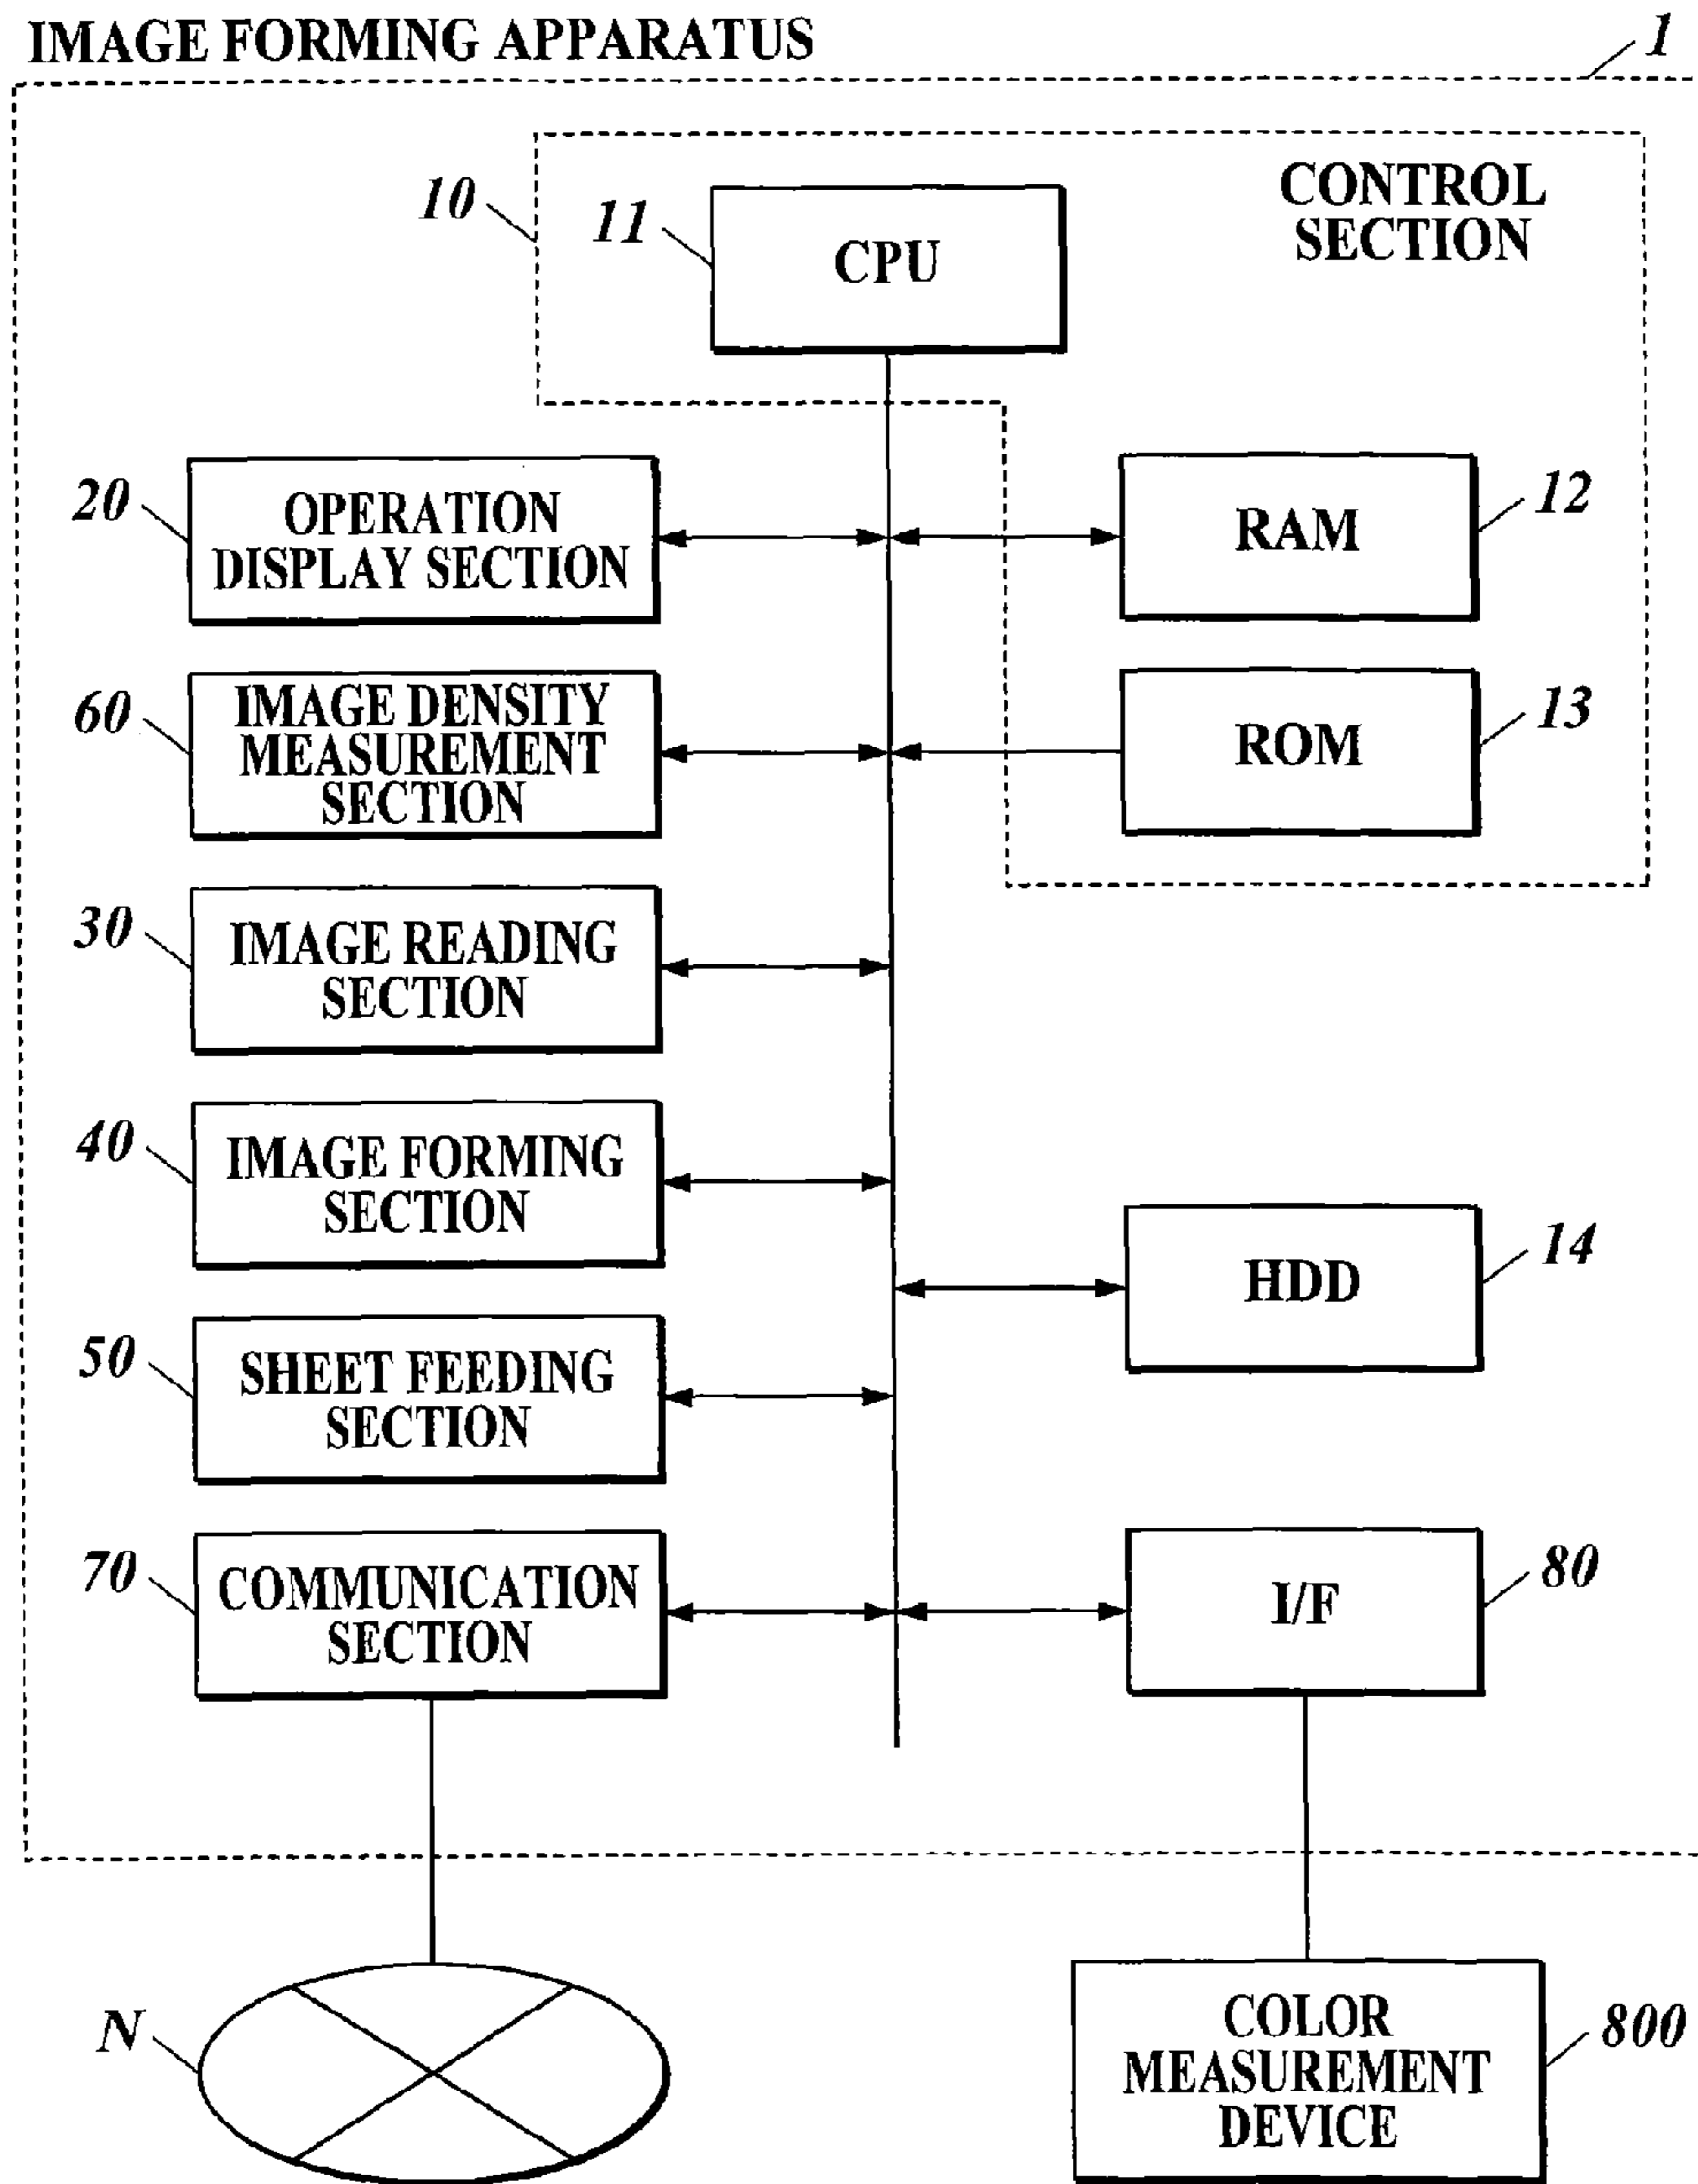 IMAGE FORMING APPARATUS
1
10
11
CPU
CONTROL
SECTION
20
OPERATION
DISPLAY SECTION
RAM
12
60
IMAGE DENSITY
MEASUREMENT
SECTION
ROM
13
30
IMAGE READING
SECTION
40
IMAGE FORMING
SECTION
HDD
14
50
SHEET FEEDING
SECTION
70
COMMUNICATION
SECTION
I/F
80
N
COLOR
MEASUREMENT
DEVICE
800